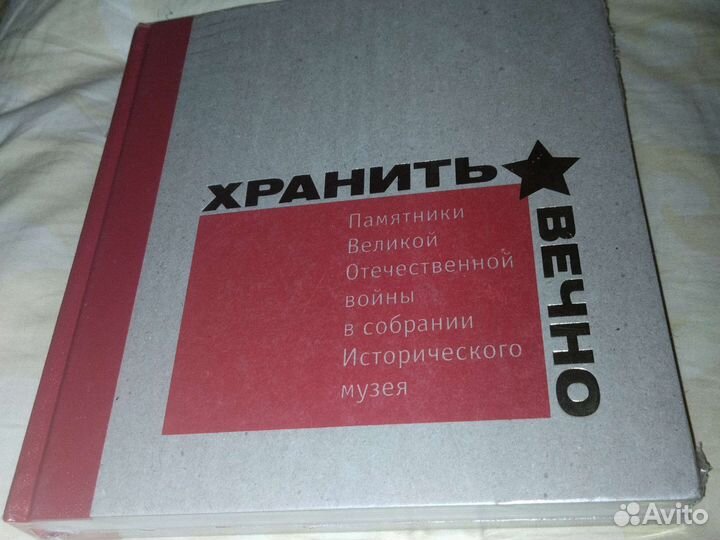 ХРАНИТЬ
ВЕЧНО
Памятники
Великой
Отечественной
войны
в собрании
Исторического
музея
Avito